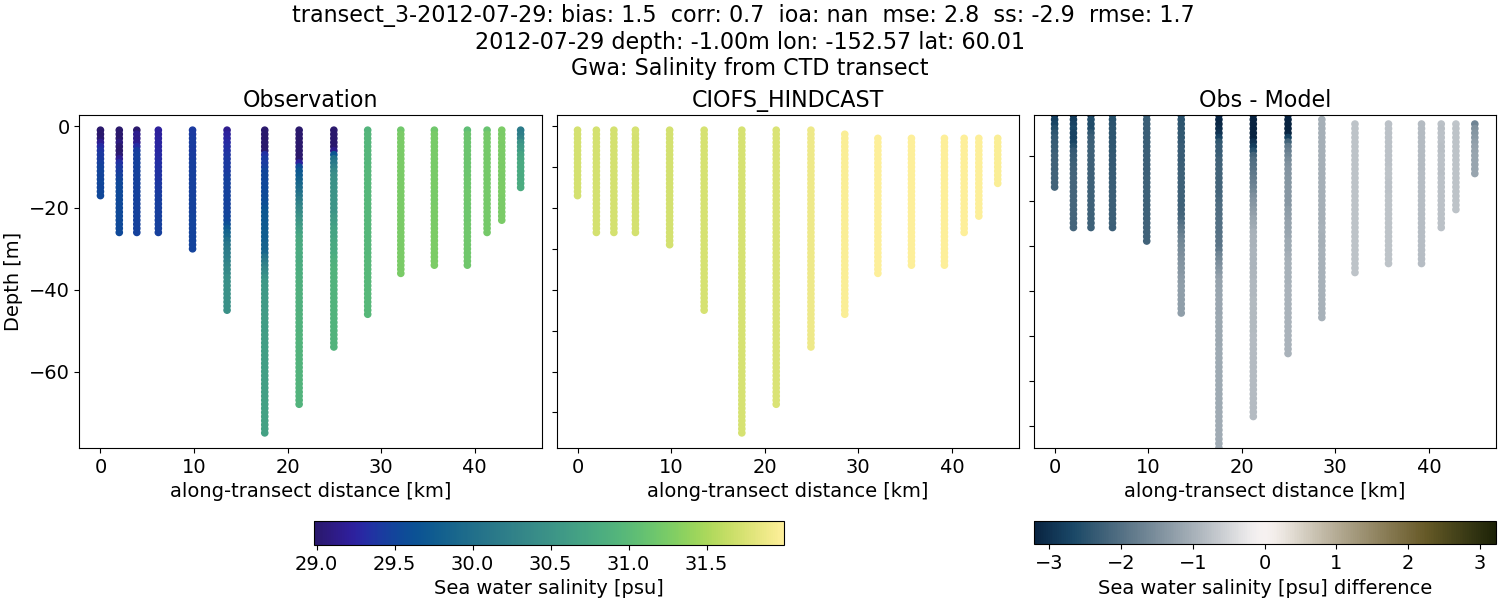 transect_3-2012-07-29: bias: 1.5  corr: 0.7  ioa: nan  mse: 2.8  ss: -2.9  rmse: 1.7
2012-07-29 depth: -1.00m lon: -152.57 lat: 60.01
Gwa: Salinity from CTD transect
Observation
CIOFS_HINDCAST
Obs - Model
Depth [m]
0
−20
−40
−60
0 10 20 30 40
0 10 20 30 40
0 10 20 30 40
along-transect distance [km]
along-transect distance [km]
along-transect distance [km]
29.0 29.5 30.0 30.5 31.0 31.5
Sea water salinity [psu]
−3 −2 −1 0 1 2 3
Sea water salinity [psu] difference